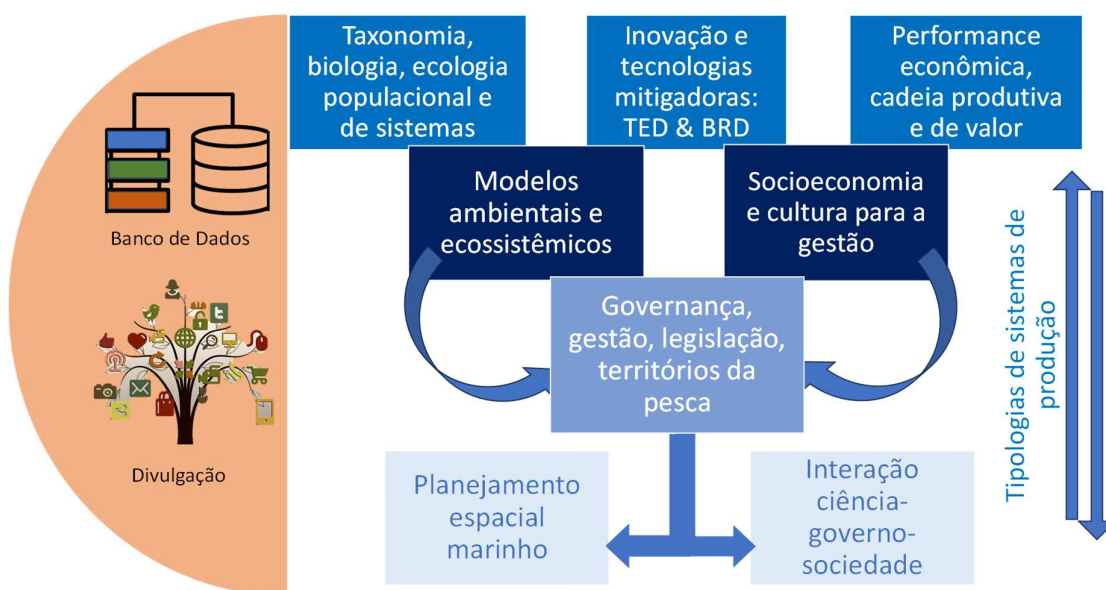 Taxonomia,
biologia, ecologia
populacional e
de sistemas
Inovação e
tecnologias
mitigadoras:
TED & BRD
Performance
econômica,
cadeia produtiva
e de valor
Modelos
ambientais e
ecossistêmicos
Socioeconomia
e cultura para a
gestão
Banco de Dados
Governança,
gestão, legislação,
territórios da
pesca
Divulgação
Planejamento
espacial
marinho
Interação
ciência-
governo-
sociedade
Tipologias de sistemas de
produção